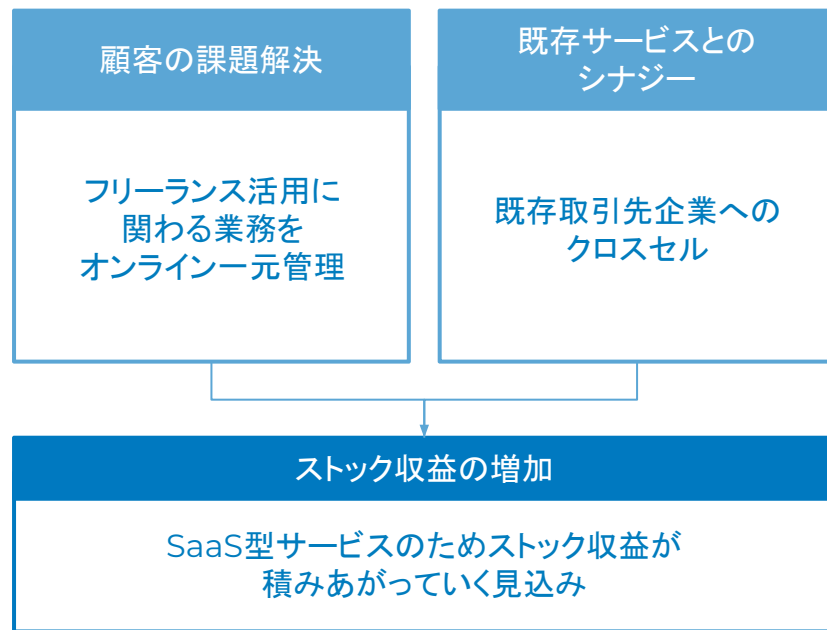 顧客の課題解決
フリーランス活用に
関わる業務を
オンライン一元管理
既存サービスとの
シナジー
既存取引先企業への
クロスセル
ストック収益の増加
SaaS型サービスのためストック収益が
積みあがっていく見込み